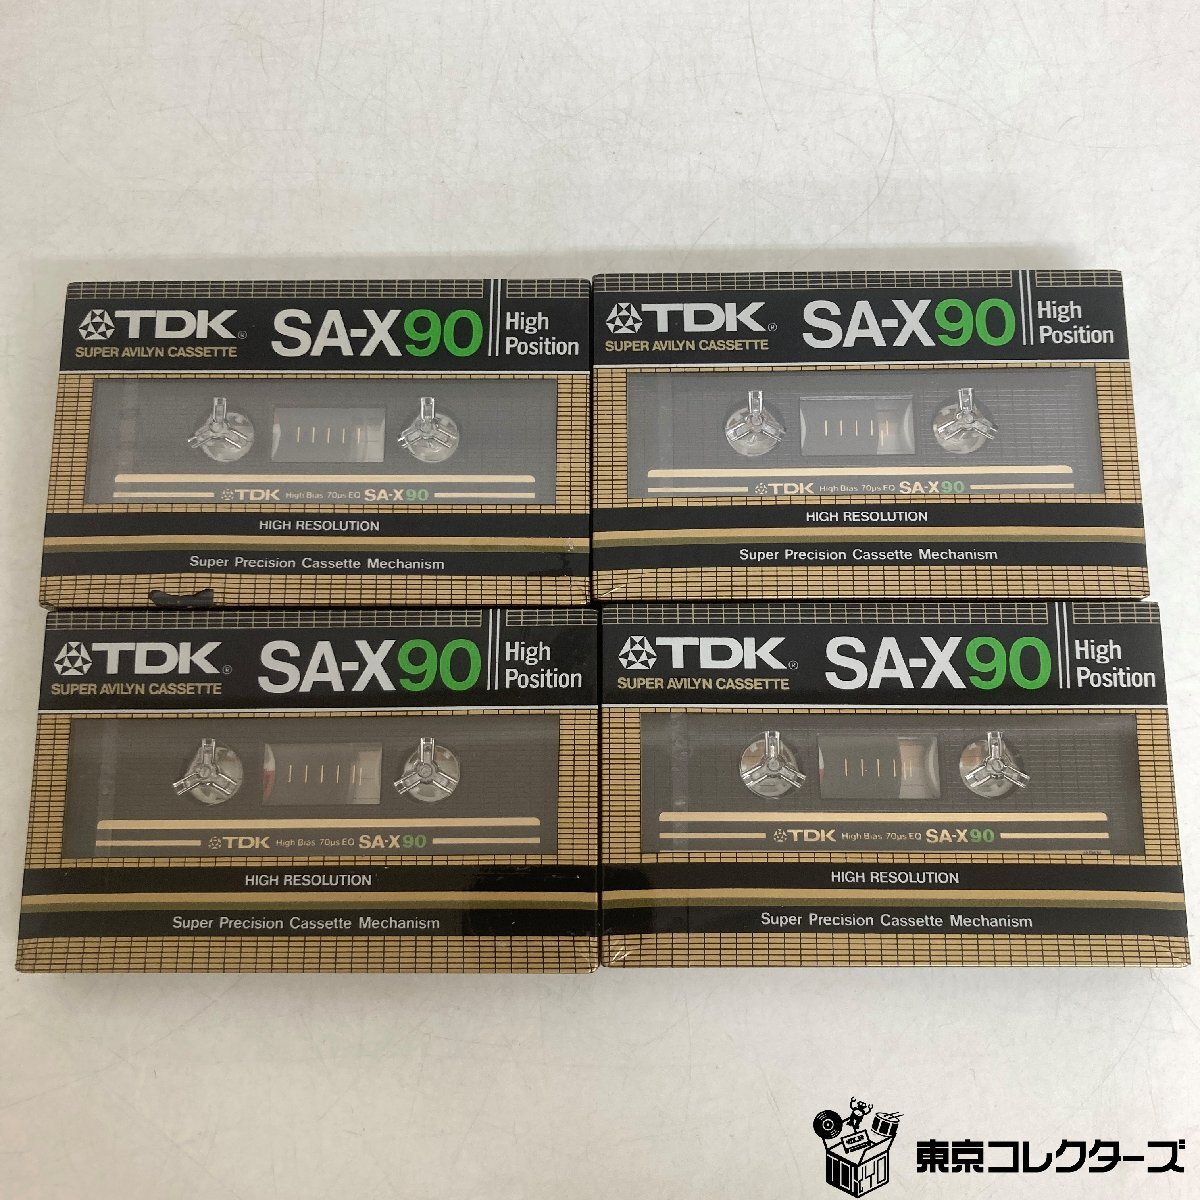 TDK® SA-X90 High Position
SUPER AVILYN CASSETTE
TDK High Bias 70μs EQ SA-X90
HIGH RESOLUTION
Super Precision Cassette Mechanism
TDK® SA-X90 High Position
SUPER AVILYN CASSETTE
TDK High Bias 70μs EQ SA-X90
HIGH RESOLUTION
Super Precision Cassette Mechanism
TDK® SA-X90 High Position
SUPER AVILYN CASSETTE
TDK High Bias 70μs EQ SA-X90
HIGH RESOLUTION
Super Precision Cassette Mechanism
TDK® SA-X90 High Position
SUPER AVILYN CASSETTE
TDK High Bias 70μs EQ SA-X90
HIGH RESOLUTION
Super Precision Cassette Mechanism
東京コレクターズ